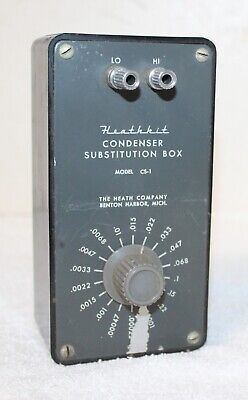 LO HI
Heathkit
CONDENSER
SUBSTITUTION BOX
MODEL CS-1
THE HEATH COMPANY
BENTON HARBOR, MICH.
.00047
.001
.0015
.0022
.0033
.0047
.0068
.01
.015
.022
.033
.047
.068
.1
.15